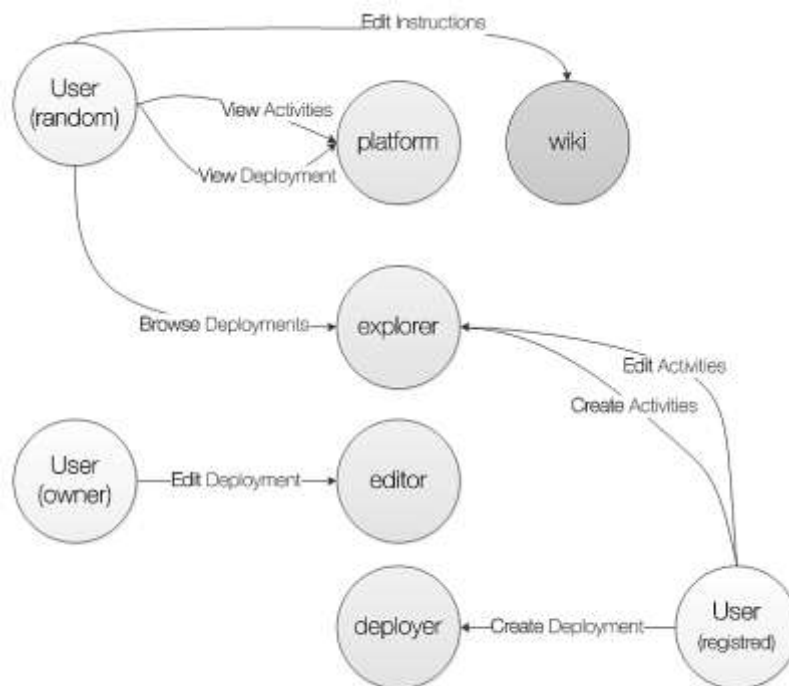 Edit Instructions
User
(random)
View Activities
platform
wiki
View Deployment
Browse Deployments
explorer
Edit Activities
Create Activities
User
(owner)
Edit Deployment
editor
deployer
Create Deployment
User
(registred)